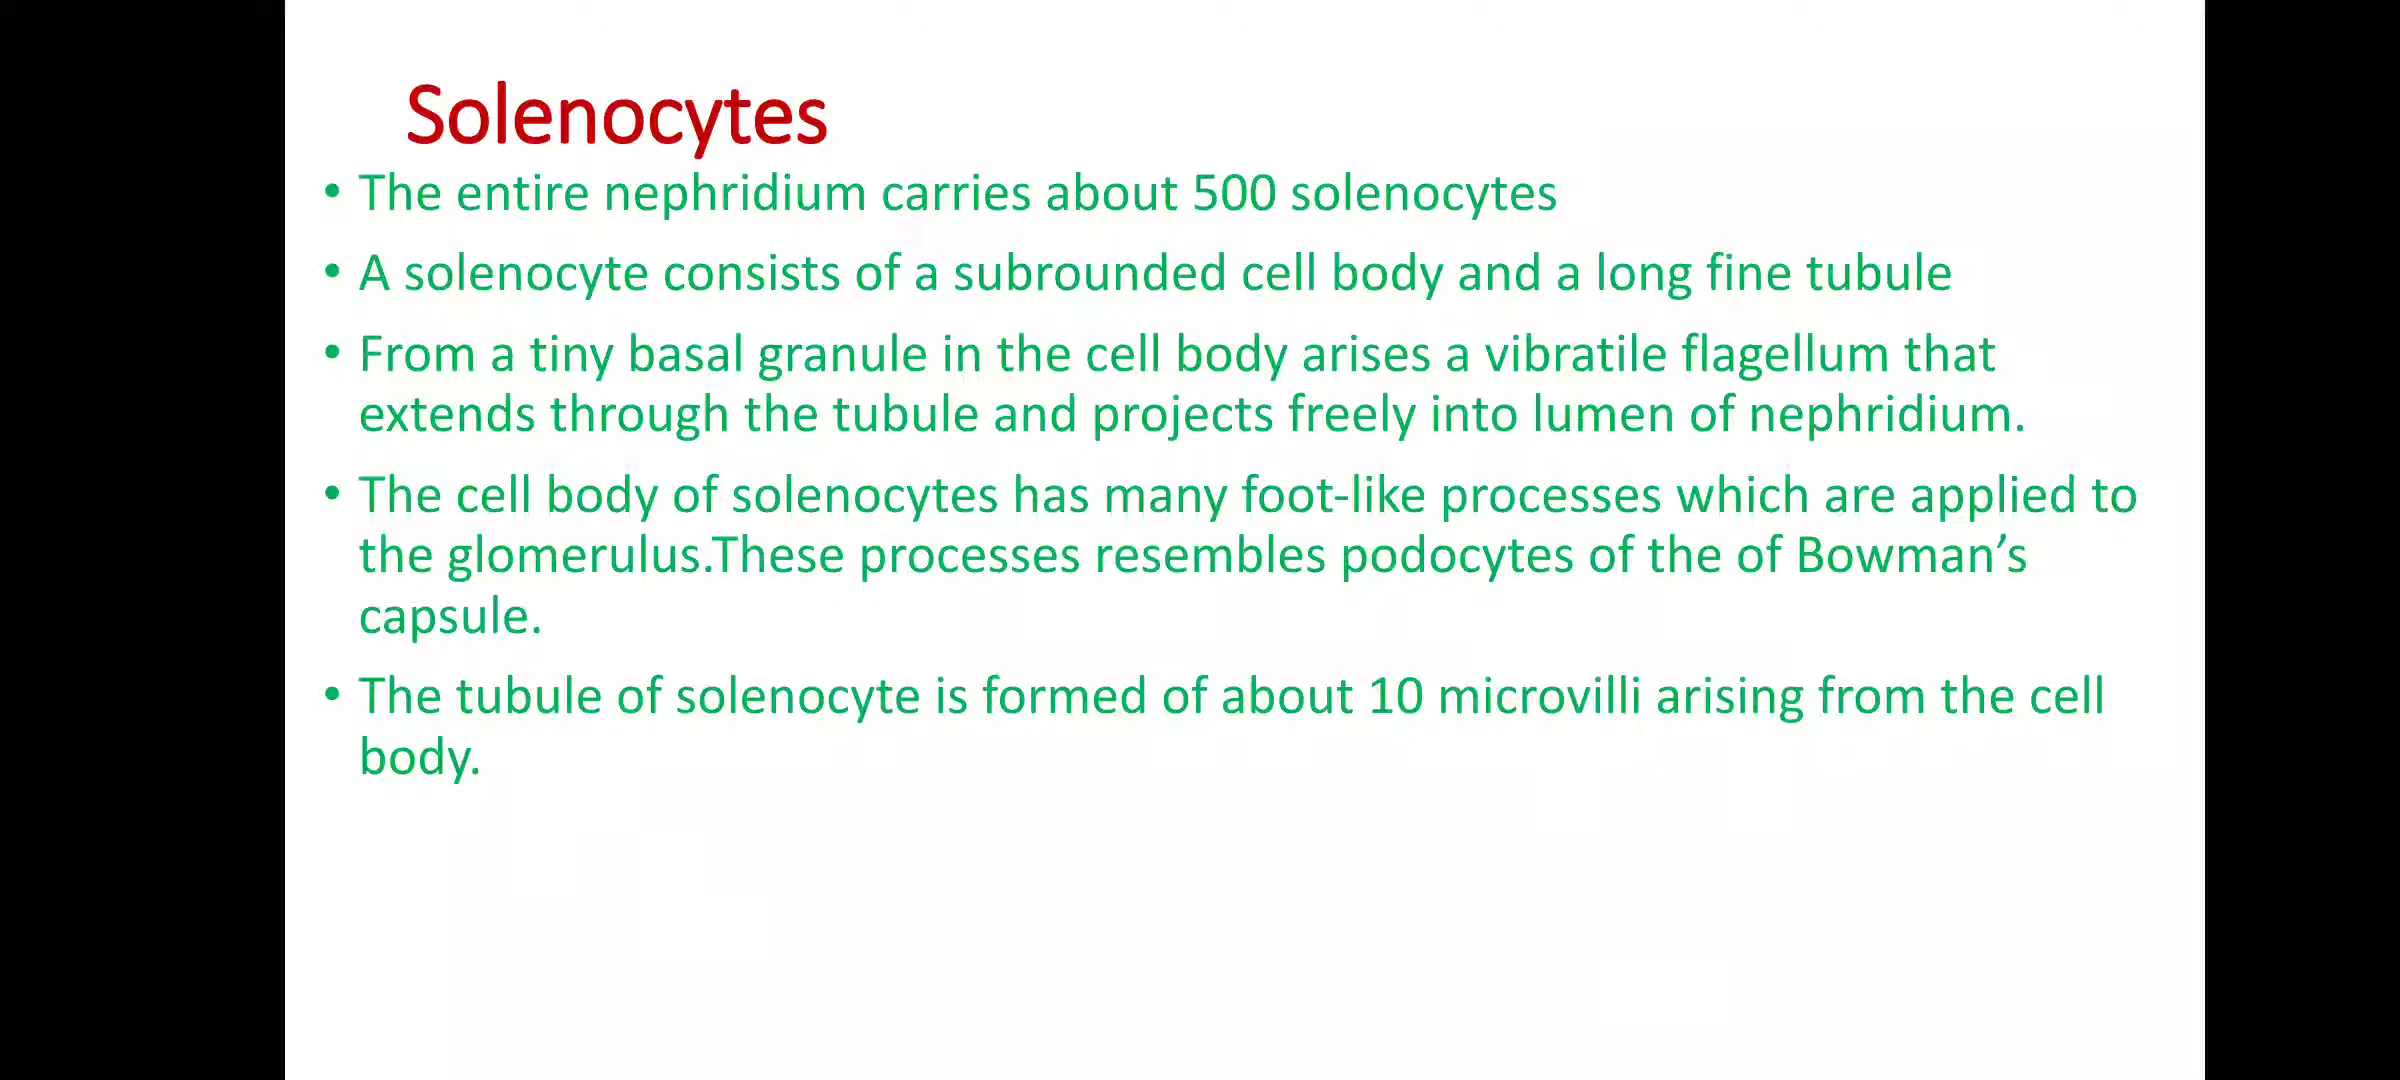 Solenocytes
• The entire nephridium carries about 500 solenocytes
• A solenocyte consists of a subrounded cell body and a long fine tubule
• From a tiny basal granule in the cell body arises a vibratile flagellum that
extends through the tubule and projects freely into lumen of nephridium.
• The cell body of solenocytes has many foot-like processes which are applied to
the glomerulus.These processes resembles podocytes of the of Bowman’s
capsule.
• The tubule of solenocyte is formed of about 10 microvilli arising from the cell
body.